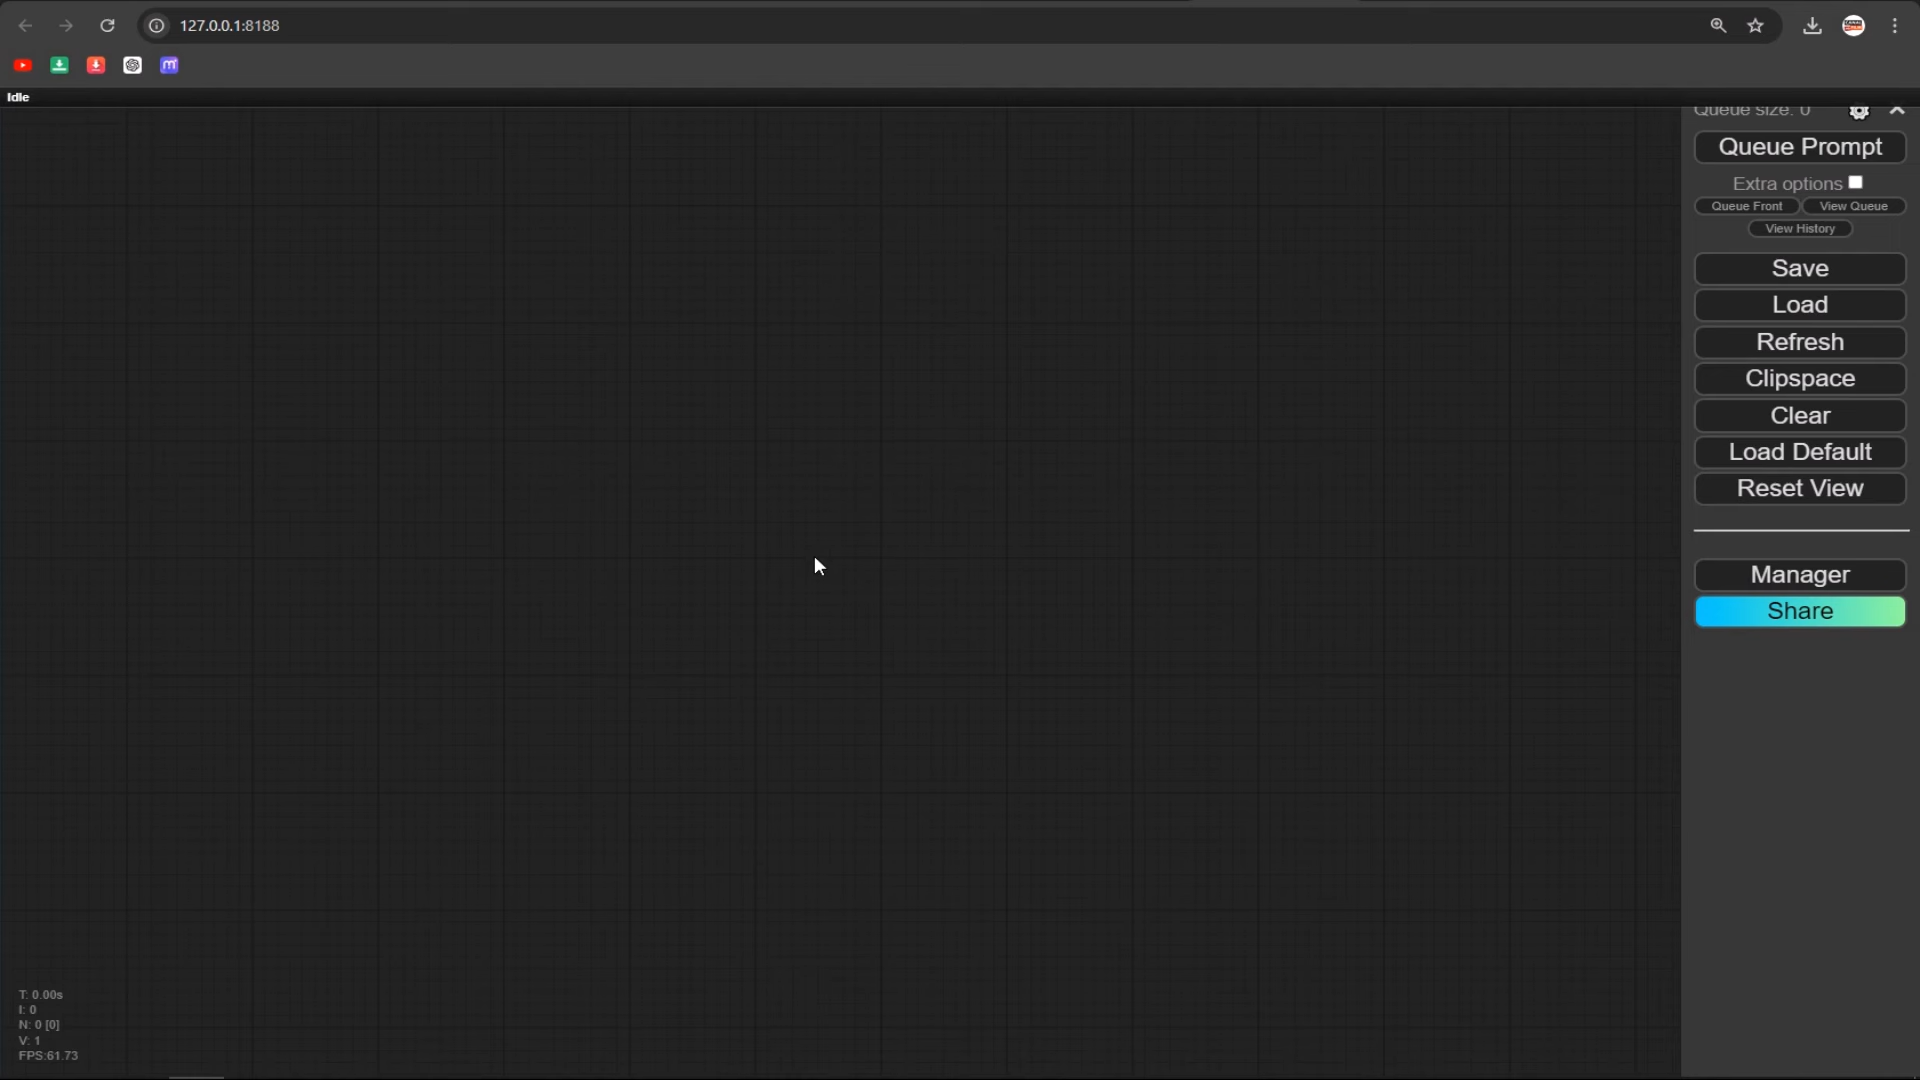 127.0.0.1:8188
Idle
Queue size: 0
Queue Prompt
Extra options
Queue Front
View Queue
View History
Save
Load
Refresh
Clipspace
Clear
Load Default
Reset View
Manager
Share
T: 0.00s
I: 0
N: 0 [0]
V: 1
FPS:61.73